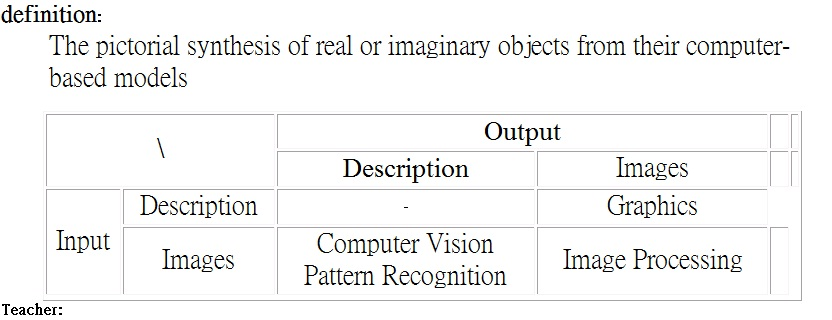 definition:
The pictorial synthesis of real or imaginary objects from their computer-
based models
\ Output
Description Images
Input Description - Graphics
Images Computer Vision Pattern Recognition Image Processing
Teacher: